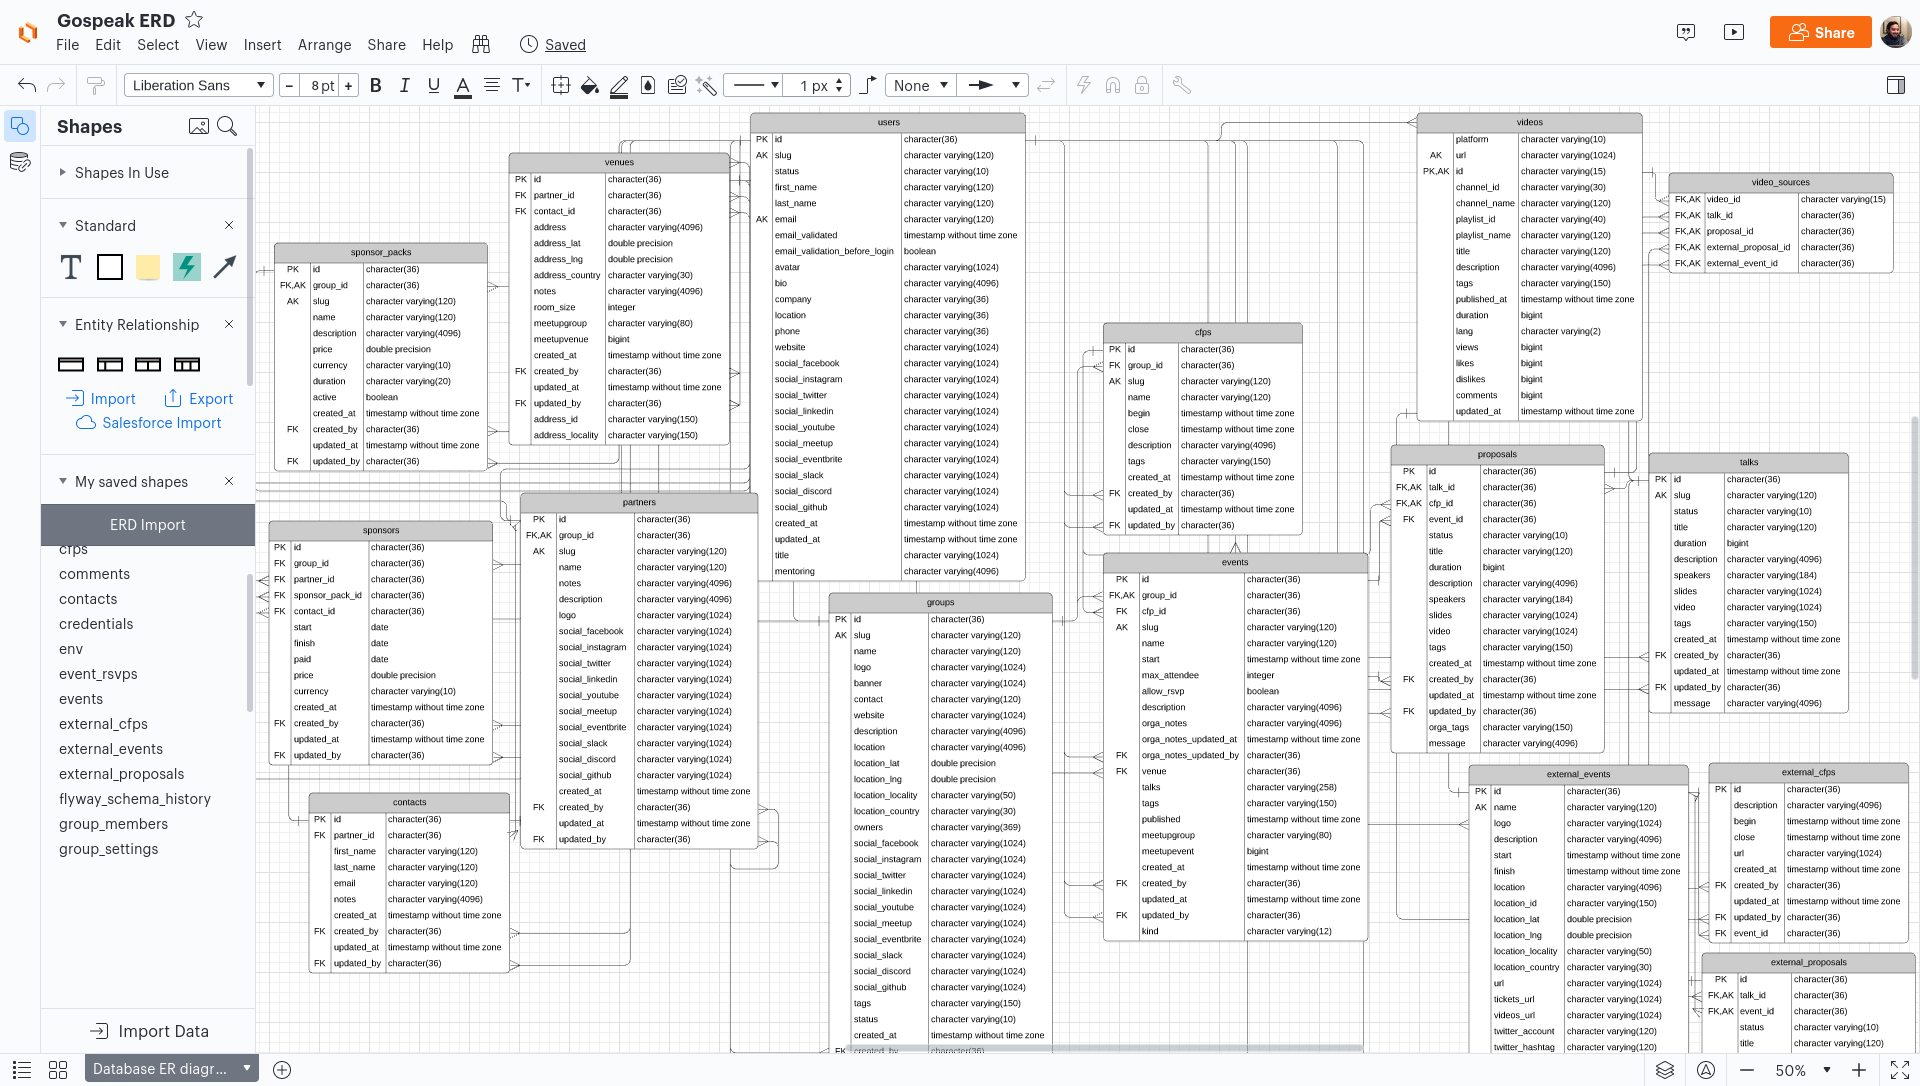 Gospeak ERD
File Edit Select View Insert Arrange Share Help Saved
Share
Liberation Sans
8 pt
B I U A T
1 px
None
Shapes
Shapes In Use
Standard
T
Entity Relationship
Import Export
Salesforce Import
My saved shapes
ERD Import
cfps
comments
contacts
credentials
env
event_rsvps
events
external_cfps
external_events
external_proposals
flyway_schema_history
group_members
group_settings
Import Data
Database ER diagr...
50%
sponsor_packs
PK id character(36)
FK,AK group_id character(36)
AK slug character varying(120)
name character varying(120)
description character varying(4096)
price double precision
currency character varying(10)
duration character varying(20)
active boolean
created_at timestamp without time zone
FK created_by character(36)
updated_at timestamp without time zone
FK updated_by character(36)
venues
PK id character(36)
FK partner_id character(36)
FK contact_id character(36)
address character varying(4096)
address_lat double precision
address_lng double precision
address_country character varying(30)
notes character varying(4096)
room_size integer
meetupgroup character varying(80)
meetupvenue bigint
created_at timestamp without time zone
FK created_by character(36)
updated_at timestamp without time zone
FK updated_by character(36)
address_id character varying(150)
address_locality character varying(150)
users
PK id character(36)
AK slug character varying(120)
status character varying(10)
first_name character varying(120)
last_name character varying(120)
AK email character varying(120)
email_validated timestamp without time zone
email_validation_before_login boolean
avatar character varying(1024)
bio character varying(4096)
company character varying(36)
location character varying(36)
phone character varying(36)
website character varying(1024)
social_facebook character varying(1024)
social_instagram character varying(1024)
social_twitter character varying(1024)
social_linkedin character varying(1024)
social_youtube character varying(1024)
social_meetup character varying(1024)
social_eventbrite character varying(1024)
social_slack character varying(1024)
social_discord character varying(1024)
social_github character varying(1024)
created_at timestamp without time zone
updated_at timestamp without time zone
title character varying(1024)
mentoring character varying(4096)
videos
platform character varying(10)
AK url character varying(1024)
PK,AK id character varying(15)
channel_id character varying(30)
channel_name character varying(120)
playlist_id character varying(40)
playlist_name character varying(120)
title character varying(120)
description character varying(4096)
tags character varying(150)
published_at timestamp without time zone
duration bigint
lang character varying(2)
views bigint
likes bigint
dislikes bigint
comments bigint
updated_at timestamp without time zone
video_sources
FK,AK video_id character varying(15)
FK,AK talk_id character(36)
FK,AK proposal_id character(36)
FK,AK external_proposal_id character(36)
FK,AK external_event_id character(36)
cfps
PK id character(36)
FK group_id character(36)
AK slug character varying(120)
name character varying(120)
begin timestamp without time zone
close timestamp without time zone
description character varying(4096)
tags character varying(150)
created_at timestamp without time zone
FK created_by character(36)
updated_at timestamp without time zone
FK updated_by character(36)
proposals
PK id character(36)
FK,AK talk_id character(36)
FK,AK cfp_id character(36)
FK event_id character(36)
status character varying(10)
title character varying(120)
duration bigint
description character varying(4096)
speakers character varying(184)
slides character varying(1024)
video character varying(1024)
tags character varying(150)
created_at timestamp without time zone
FK created_by character(36)
updated_at timestamp without time zone
FK updated_by character(36)
orga_tags character varying(150)
message character varying(4096)
talks
PK id character(36)
AK slug character varying(120)
status character varying(10)
title character varying(120)
duration bigint
description character varying(4096)
speakers character varying(184)
slides character varying(1024)
video character varying(1024)
tags character varying(150)
created_at timestamp without time zone
FK created_by character(36)
updated_at timestamp without time zone
FK updated_by character(36)
message character varying(4096)
sponsors
PK id character(36)
FK group_id character(36)
FK partner_id character(36)
FK sponsor_pack_id character(36)
FK contact_id character(36)
start date
finish date
paid date
price double precision
currency character varying(10)
created_at timestamp without time zone
FK created_by character(36)
updated_at timestamp without time zone
FK updated_by character(36)
partners
PK id character(36)
FK,AK group_id character(36)
AK slug character varying(120)
name character varying(120)
notes character varying(4096)
description character varying(4096)
logo character varying(1024)
social_facebook character varying(1024)
social_instagram character varying(1024)
social_twitter character varying(1024)
social_linkedin character varying(1024)
social_youtube character varying(1024)
social_meetup character varying(1024)
social_eventbrite character varying(1024)
social_slack character varying(1024)
social_discord character varying(1024)
social_github character varying(1024)
created_at timestamp without time zone
FK created_by character(36)
updated_at timestamp without time zone
FK updated_by character(36)
groups
PK id character(36)
AK slug character varying(120)
name character varying(120)
logo character varying(1024)
banner character varying(1024)
contact character varying(120)
website character varying(1024)
description character varying(4096)
location character varying(4096)
location_lat double precision
location_lng double precision
location_locality character varying(50)
location_country character varying(30)
owners character varying(369)
social_facebook character varying(1024)
social_instagram character varying(1024)
social_twitter character varying(1024)
social_linkedin character varying(1024)
social_youtube character varying(1024)
social_meetup character varying(1024)
social_eventbrite character varying(1024)
social_slack character varying(1024)
social_discord character varying(1024)
social_github character varying(1024)
tags character varying(150)
status character varying(10)
created_at timestamp without time zone
FK created_by character(36)
events
PK id character(36)
FK,AK group_id character(36)
FK cfp_id character(36)
AK slug character varying(120)
name character varying(120)
start timestamp without time zone
max_attendee integer
allow_rsvp boolean
description character varying(4096)
orga_notes character varying(4096)
orga_notes_updated_at timestamp without time zone
FK orga_notes_updated_by character(36)
FK venue character(36)
talks character varying(258)
tags character varying(150)
published timestamp without time zone
meetupgroup character varying(80)
meetupevent bigint
created_at timestamp without time zone
FK created_by character(36)
updated_at timestamp without time zone
FK updated_by character(36)
kind character varying(12)
contacts
PK id character(36)
FK partner_id character(36)
first_name character varying(120)
last_name character varying(120)
email character varying(120)
notes character varying(4096)
created_at timestamp without time zone
FK created_by character(36)
updated_at timestamp without time zone
FK updated_by character(36)
external_events
PK id character(36)
AK name character varying(120)
logo character varying(1024)
description character varying(4096)
start timestamp without time zone
finish timestamp without time zone
location character varying(4096)
location_id character varying(150)
location_lat double precision
location_lng double precision
location_locality character varying(50)
location_country character varying(30)
url character varying(1024)
tickets_url character varying(1024)
videos_url character varying(1024)
twitter_account character varying(120)
twitter_hashtag character varying(120)
external_cfps
PK id character(36)
description character varying(4096)
begin timestamp without time zone
close timestamp without time zone
url character varying(1024)
created_at timestamp without time zone
FK created_by character(36)
updated_at timestamp without time zone
FK updated_by character(36)
FK event_id character(36)
external_proposals
PK id character(36)
FK,AK talk_id character(36)
FK,AK event_id character(36)
status character varying(10)
title character varying(120)